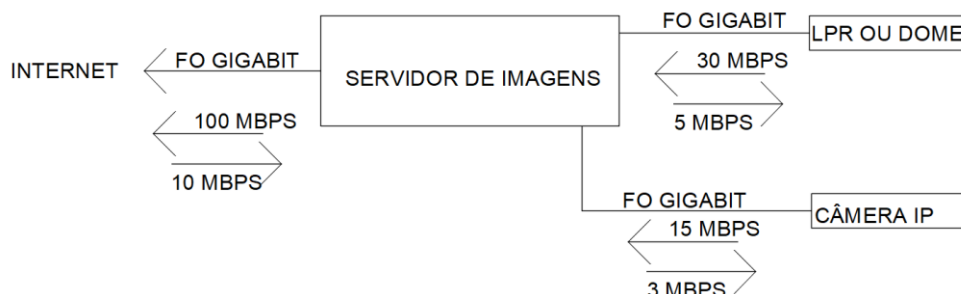 FO GIGABIT
LPR OU DOME
INTERNET
FO GIGABIT
SERVIDOR DE IMAGENS
30 MBPS
5 MBPS
100 MBPS
10 MBPS
FO GIGABIT
CÂMERA IP
15 MBPS
3 MBPS